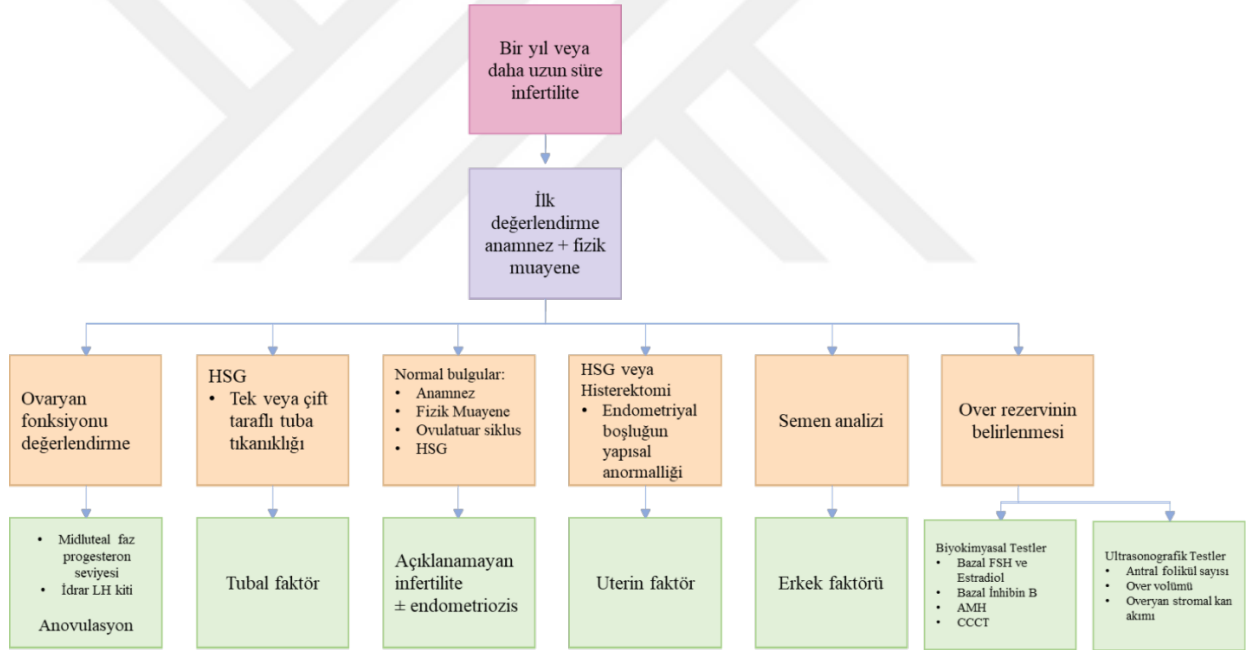 Bir yıl veya
daha uzun süre
infertilite
İlk
değerlendirme
anamnez + fizik
muayene
Ovaryan
fonksiyonu
değerlendirme
HSG
• Tek veya çift
taraflı tuba
tıkanıklığı
Normal bulgular:
• Anamnez
• Fizik Muayene
• Ovulatuar siklus
• HSG
HSG veya
Histerektomi
• Endometriyal
boşluğun
yapısal
anormalliği
Semen analizi
Over rezervinin
belirlenmesi
• Midluteal faz
progesteron
seviyesi
• İdrar LH kiti
Anovulasyon
Tubal faktör
Açıklanamayan
infertilite
± endometriozis
Uterin faktör
Erkek faktörü
Biyokimyasal Testler
• Bazal FSH ve
Estradiol
• Bazal İnhibin B
• AMH
• CCCT
Ultrasonografik Testler
• Antral folikül sayısı
• Over volümü
• Overyan stromal kan
akımı